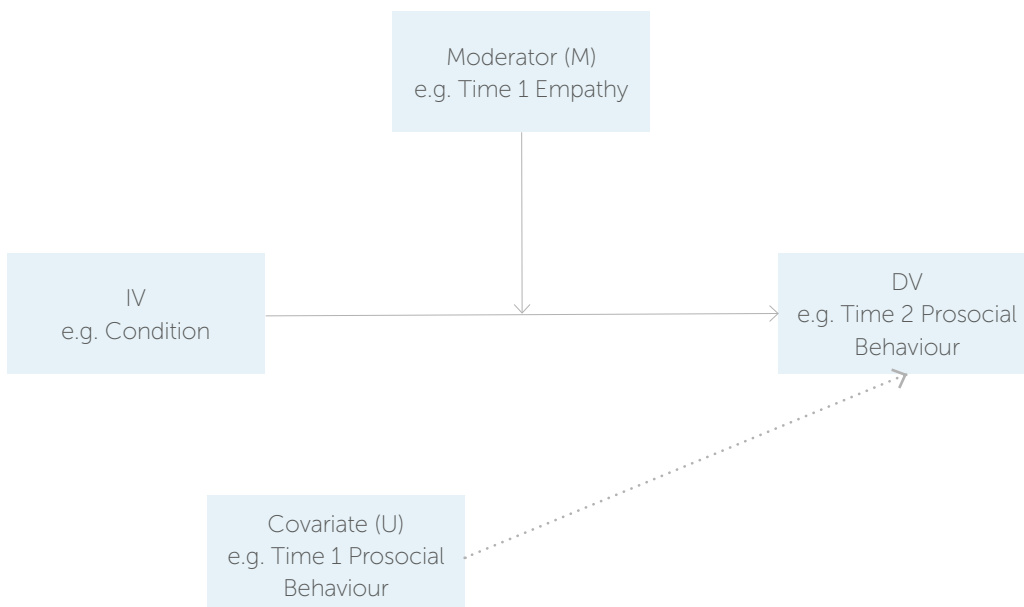 Moderator (M)
e.g. Time 1 Empathy
IV
e.g. Condition
DV
e.g. Time 2 Prosocial
Behaviour
Covariate (U)
e.g. Time 1 Prosocial
Behaviour